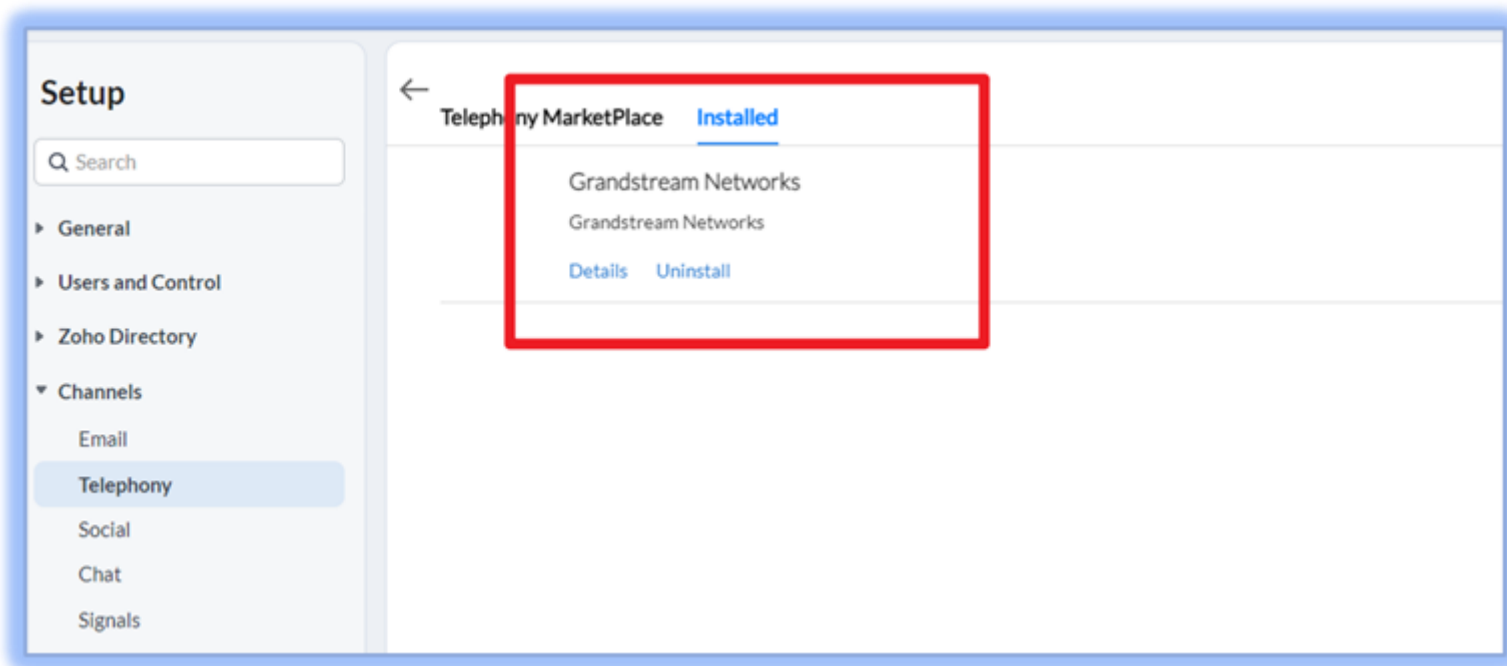 Setup
Search
General
Users and Control
Zoho Directory
Channels
Email
Telephony
Social
Chat
Signals
Telephony MarketPlace Installed
Grandstream Networks
Grandstream Networks
Details Uninstall